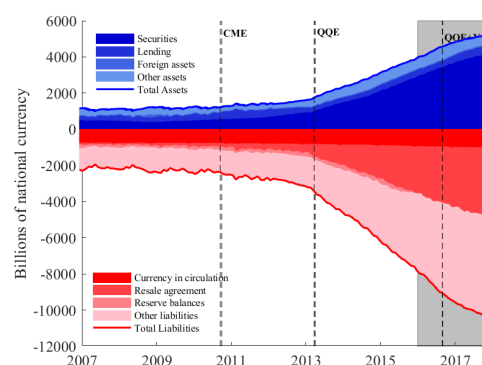 6000
4000
2000
0
-2000
-4000
-6000
-8000
-10000
-12000
Billions of national currency
Securities
Lending
Foreign assets
Other assets
Total Assets
CME
QQE
Currency in circulation
Resale agreement
Reserve balances
Other liabilities
Total Liabilities
2007 2009 2011 2013 2015 2017